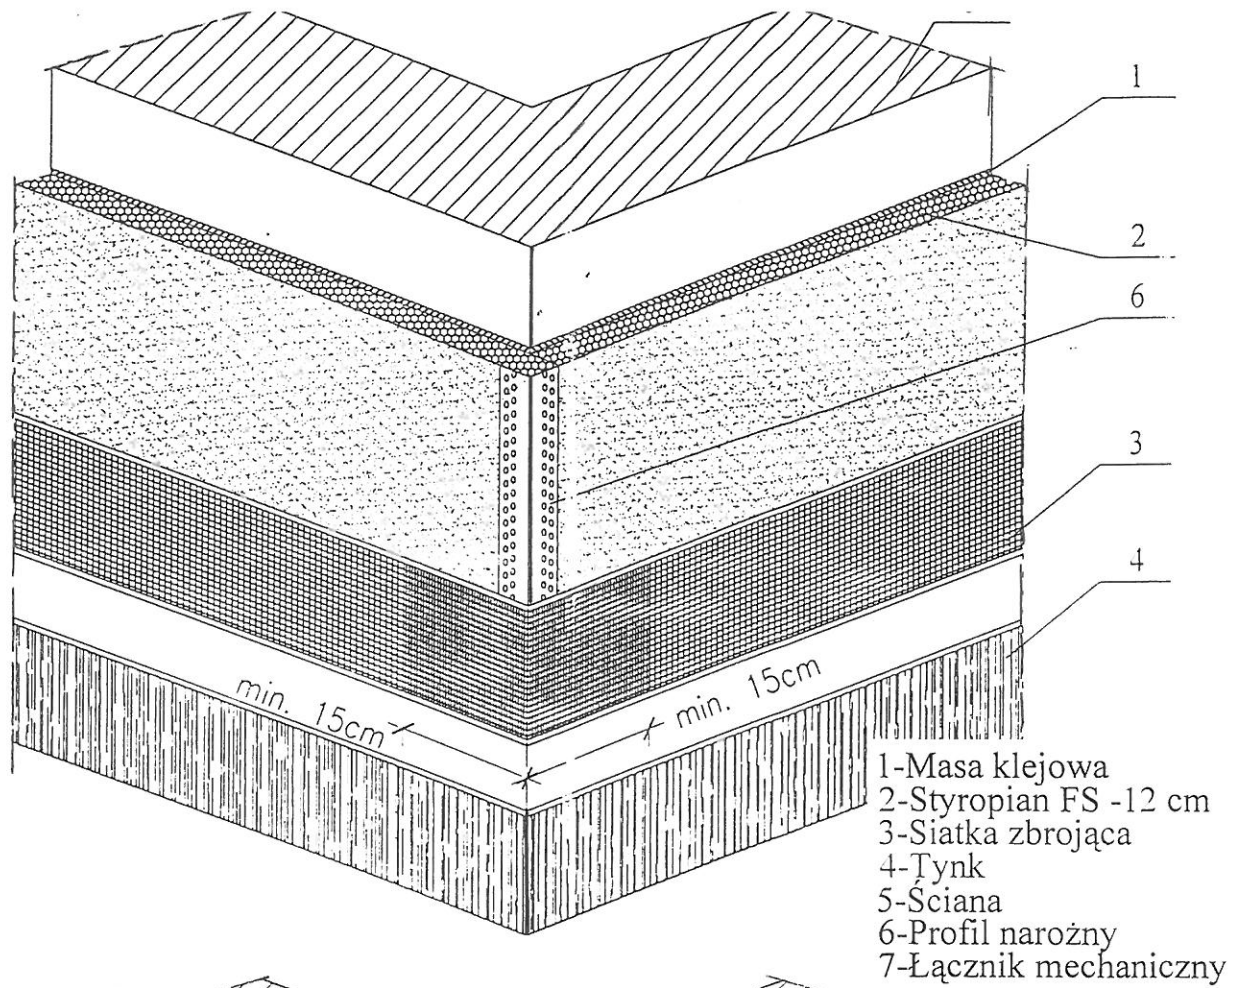 1
2
6
3
4
min. 15cm
min. 15cm
1-Masa klejowa
2-Styropian FS -12 cm
3-Siatka zbrojąca
4-Tynk
5-Ściana
6-Profil narożny
7-Łącznik mechaniczny